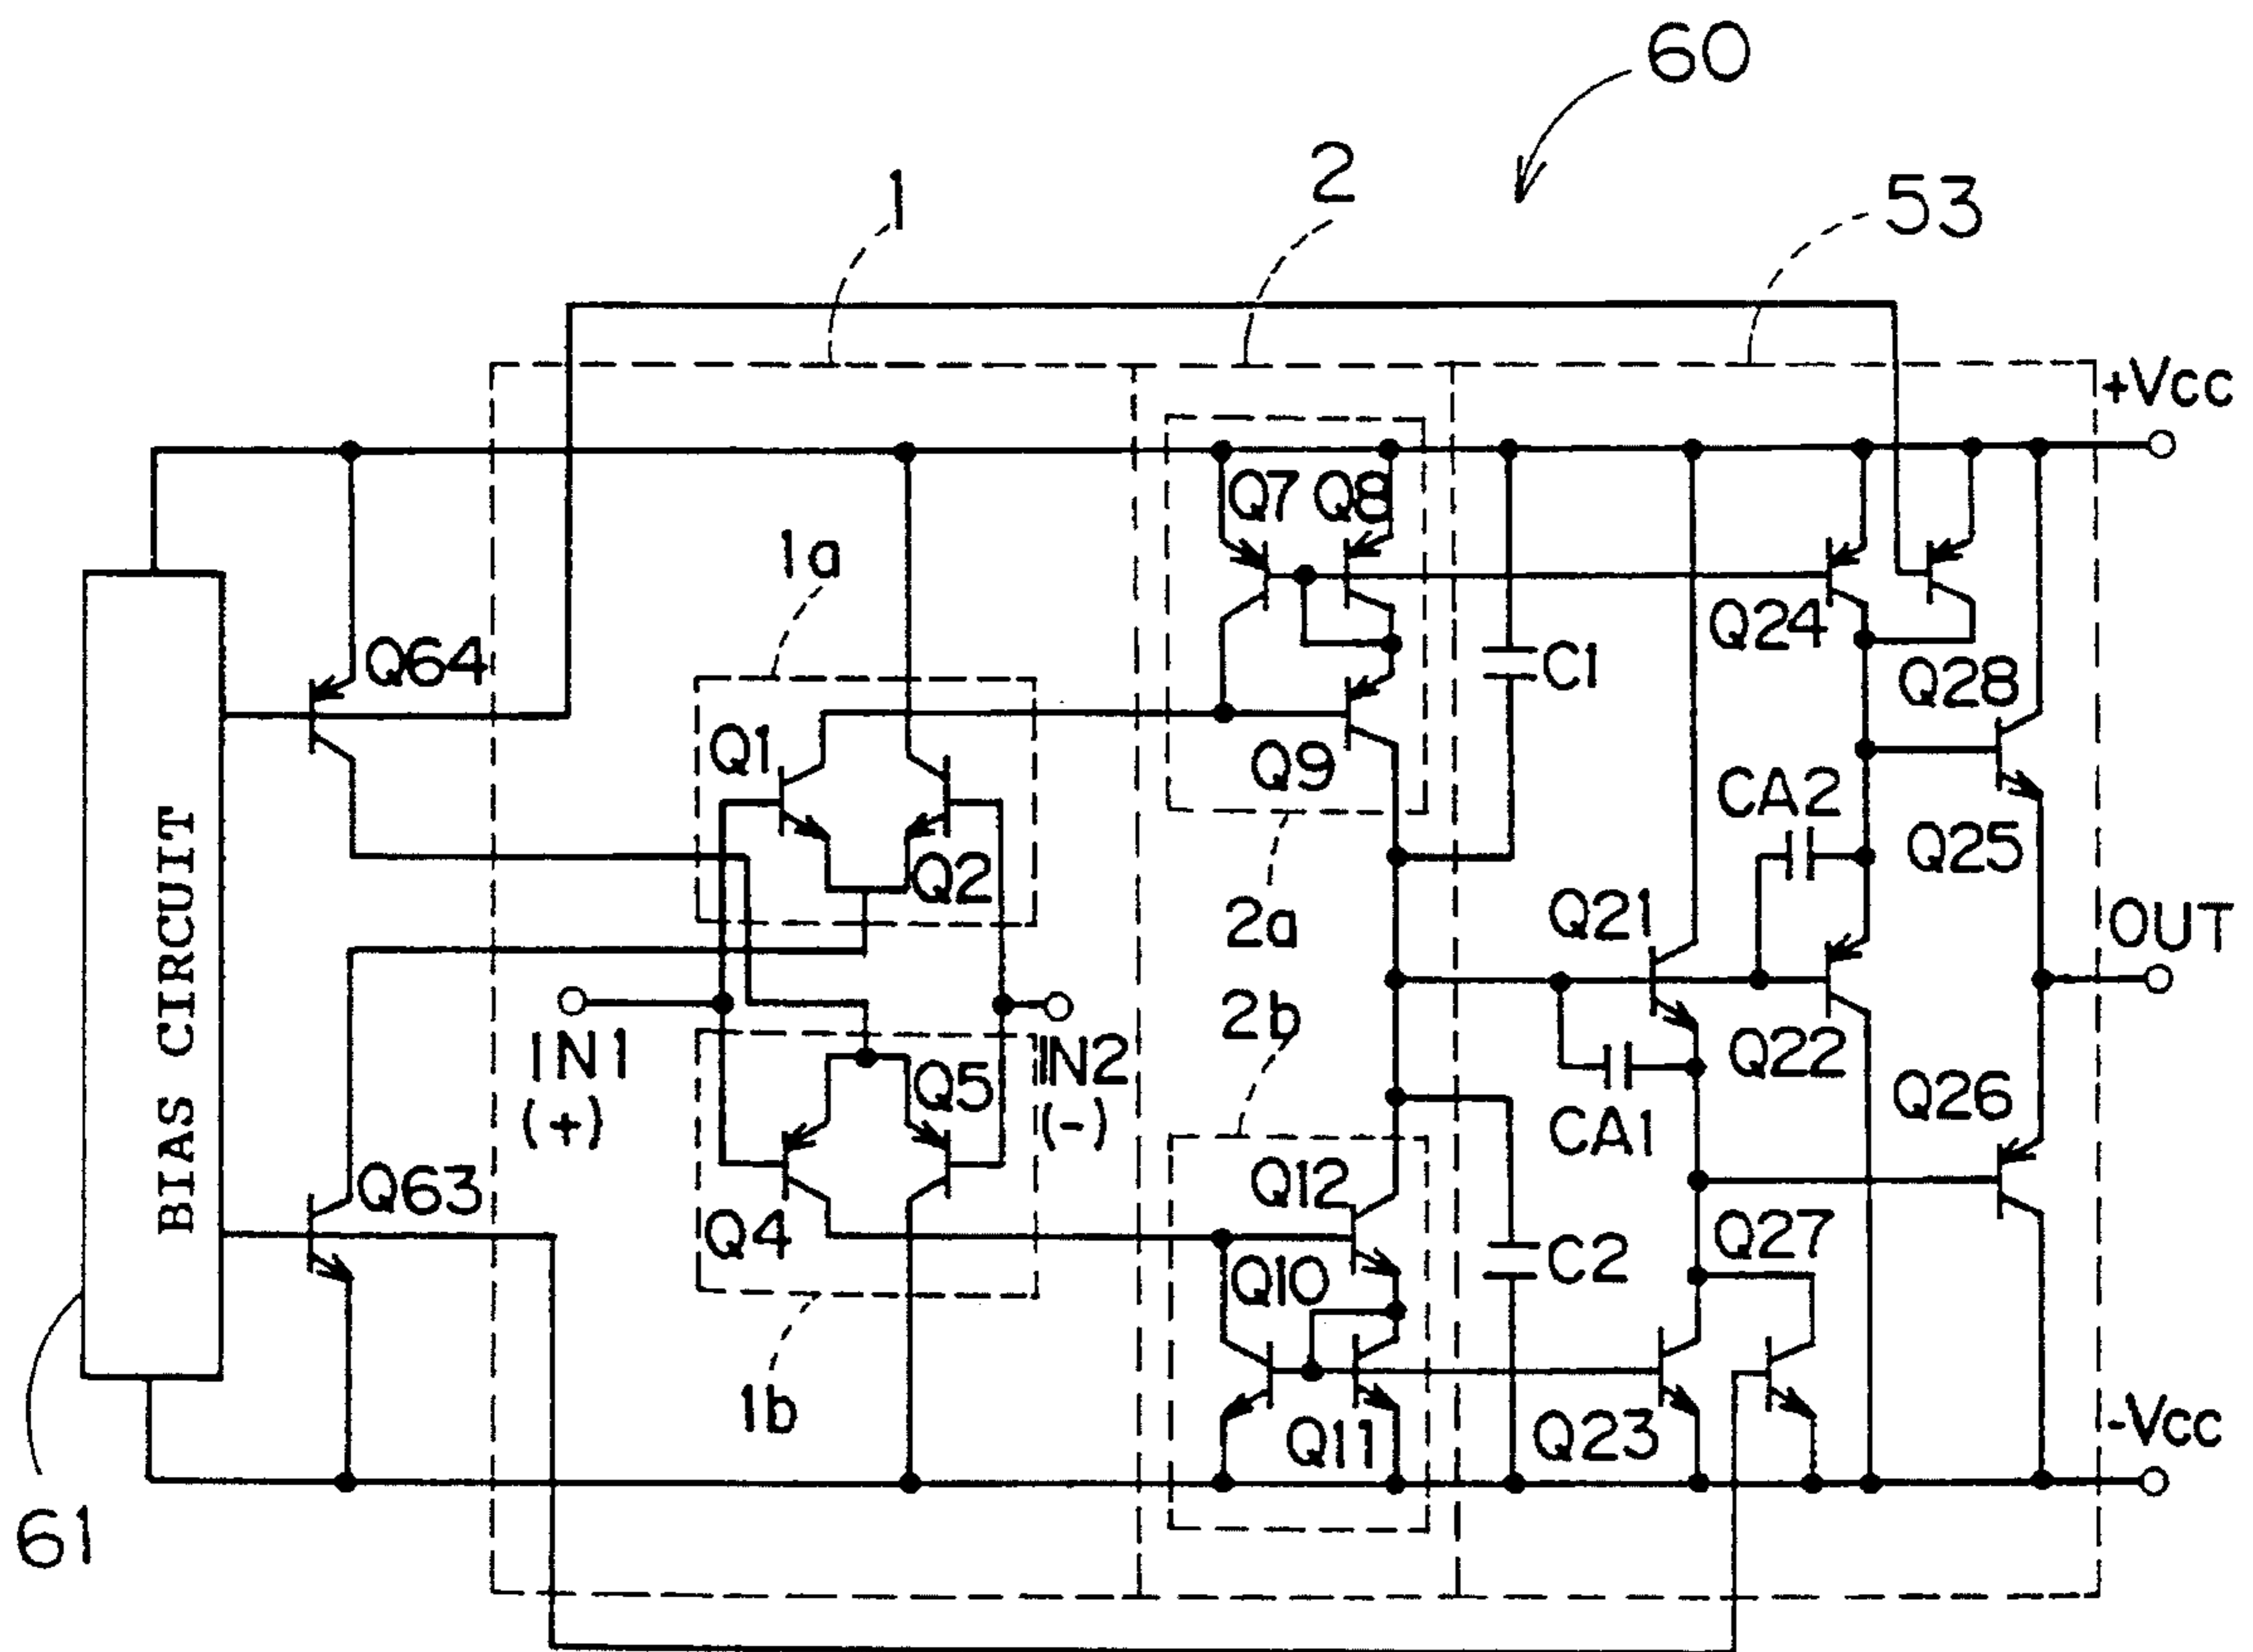 60
1
2
53
+Vcc
Q7
Q8
1a
Q64
Q24
C1
Q28
Q1
Q9
CA2
Q2
Q25
BIAS CIRCUIT
2a
Q21
OUT
2b
IN1
(+)
Q5
IN2
(-)
Q22
Q26
CA1
Q63
Q12
Q4
Q10
C2
Q27
1b
Q11
Q23
-Vcc
61